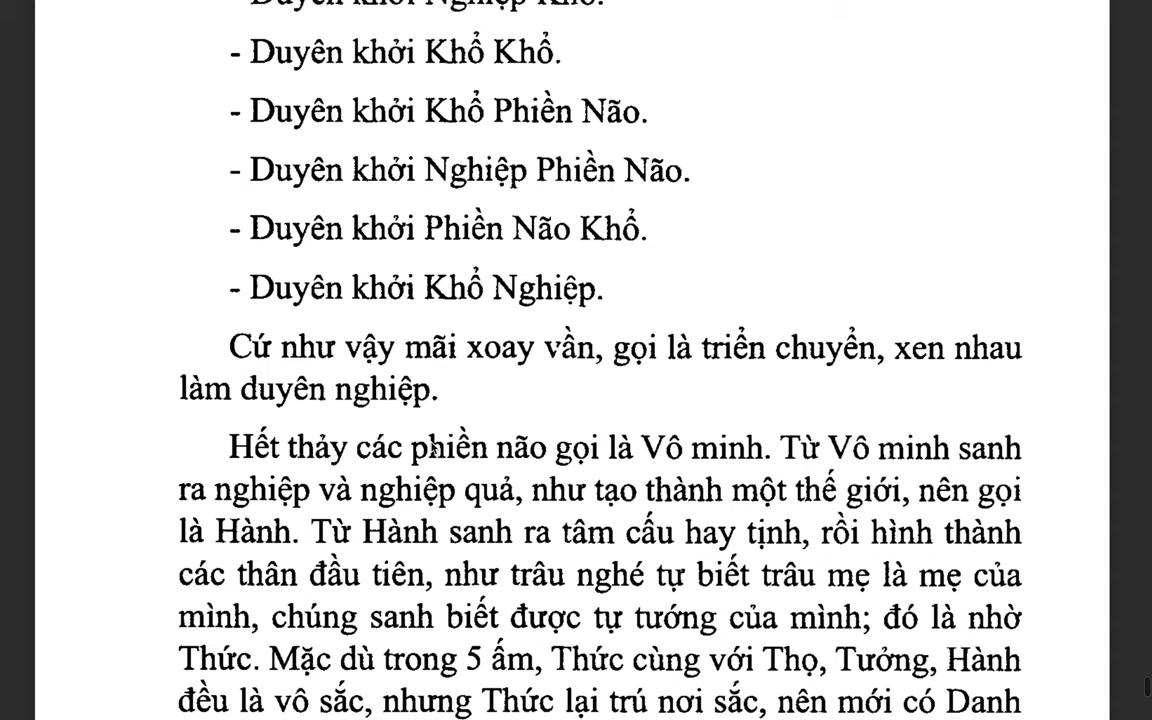 - Duyên khởi Nghiệp Khổ.
- Duyên khởi Khổ Khổ.
- Duyên khởi Khổ Phiền Não.
- Duyên khởi Nghiệp Phiền Não.
- Duyên khởi Phiền Não Khổ.
- Duyên khởi Khổ Nghiệp.
Cứ như vậy mãi xoay vần, gọi là triển chuyển, xen nhau
làm duyên nghiệp.
Hết thảy các phiền não gọi là Vô minh. Từ Vô minh sanh
ra nghiệp và nghiệp quả, như tạo thành một thế giới, nên gọi
là Hành. Từ Hành sanh ra tâm cấu hay tịnh, rồi hình thành
các thân đầu tiên, như trâu nghé tự biết trâu mẹ là mẹ của
mình, chúng sanh biết được tự tướng của mình; đó là nhờ
Thức. Mặc dù trong 5 ấm, Thức cùng với Thọ, Tưởng, Hành
đều là vô sắc, nhưng Thức lại trú nơi sắc, nên mới có Danh